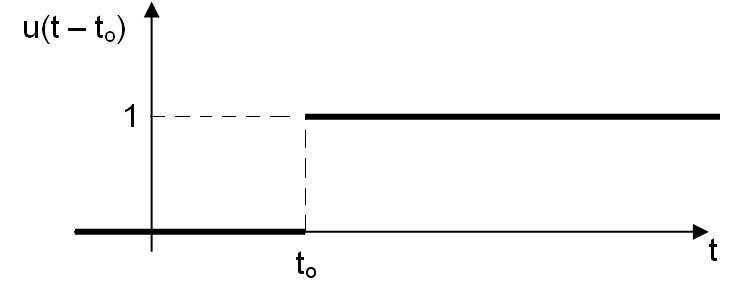 u(t – tₒ)
1
tₒ
t